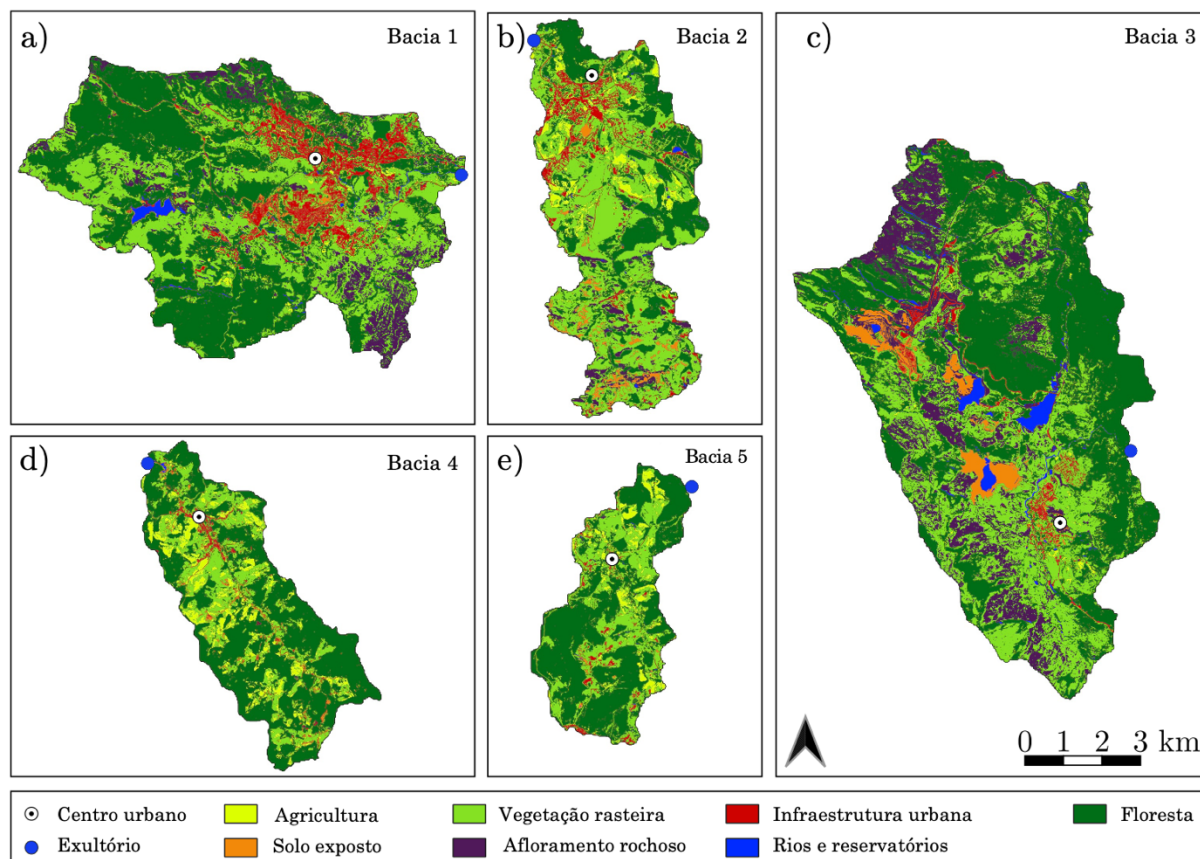 a)
Bacia 1
b)
Bacia 2
c)
Bacia 3
d)
Bacia 4
e)
Bacia 5
0 1 2 3 km
Centro urbano
Agricultura
Vegetação rasteira
Infraestrutura urbana
Floresta
Exultório
Solo exposto
Afloramento rochoso
Rios e reservatórios